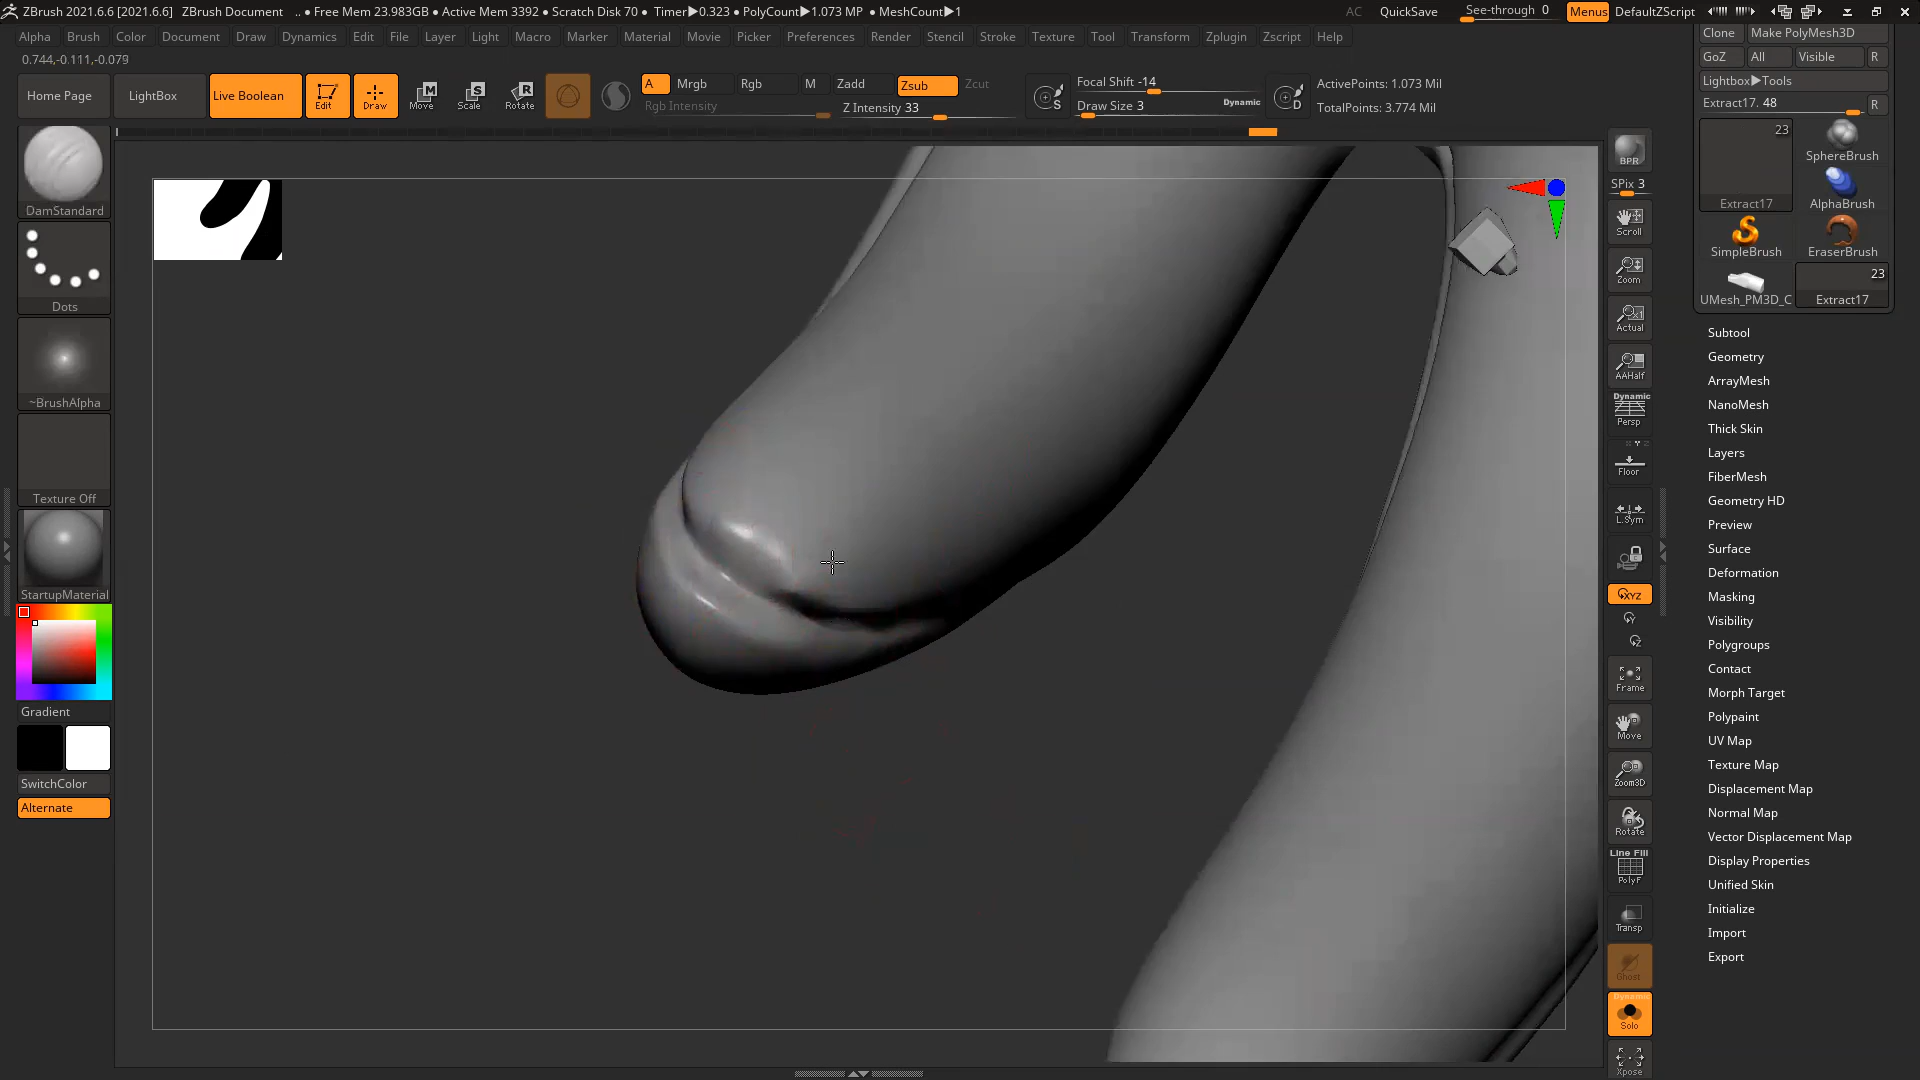 ZBrush 2021.6.6 [2021.6.6] ZBrush Document .. ● Free Mem 23.983GB ● Active Mem 3392 ● Scratch Disk 70 ● Timer▶0.323 ● PolyCount▶1.073 MP ● MeshCount▶1 AC QuickSave See-through 0 Menus DefaultZScript
Alpha Brush Color Document Draw Dynamics Edit File Layer Light Macro Marker Material Movie Picker Preferences Render Stencil Stroke Texture Tool Transform Zplugin Zscript Help
0.744,-0.111,-0.079
Home Page LightBox Live Boolean Edit Draw Move Scale Rotate
A Mrgb Rgb M Zadd Zsub Zcut
Rgb Intensity Z Intensity 33
Focal Shift -14
Draw Size 3 Dynamic
S D
ActivePoints: 1.073 Mil
TotalPoints: 3.774 Mil
DamStandard
Dots
~BrushAlpha
Texture Off
StartupMaterial
Gradient
SwitchColor
Alternate
BPR
SPix 3
Scroll
Zoom
Actual
AAHalf
Dynamic
Persp
Floor
L.Sym
XYZ
Y
Z
Frame
Move
Zoom3D
Rotate
Line Fill
PolyF
Transp
Ghost
Dynamic
Solo
Xpose
Clone Make PolyMesh3D
GoZ All Visible R
Lightbox▶Tools
Extract17. 48 R
23
Extract17
SphereBrush
AlphaBrush
SimpleBrush EraserBrush
23
UMesh_PM3D_C Extract17
Subtool
Geometry
ArrayMesh
NanoMesh
Thick Skin
Layers
FiberMesh
Geometry HD
Preview
Surface
Deformation
Masking
Visibility
Polygroups
Contact
Morph Target
Polypaint
UV Map
Texture Map
Displacement Map
Normal Map
Vector Displacement Map
Display Properties
Unified Skin
Initialize
Import
Export